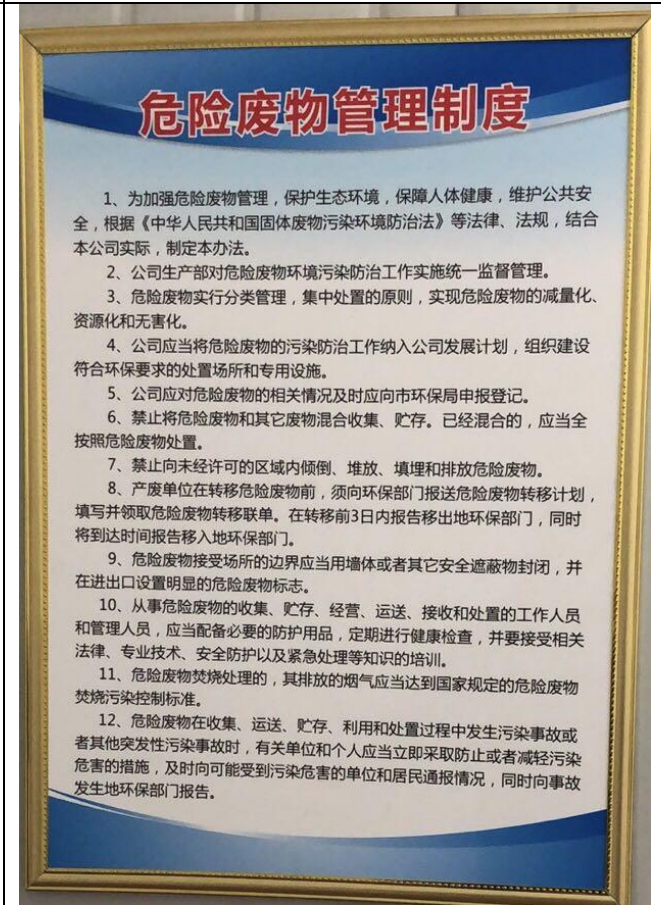 危险废物管理制度
1、为加强危险废物管理，保护生态环境，保障人体健康，维护公共安
全，根据《中华人民共和国固体废物污染环境防治法》等法律、法规，结合
本公司实际，制定本办法。
2、公司生产部对危险废物环境污染防治工作实施统一监督管理。
3、危险废物实行分类管理，集中处置的原则，实现危险废物的减量化、
资源化和无害化。
4、公司应当将危险废物的污染防治工作纳入公司发展计划，组织建设
符合环保要求的处置场所和专用设施。
5、公司应对危险废物的相关情况及时应向市环保局申报登记。
6、禁止将危险废物和其它废物混合收集、贮存。已经混合的，应当全
按照危险废物处置。
7、禁止向未经许可的区域内倾倒、堆放、填埋和排放危险废物。
8、产废单位在转移危险废物前，须向环保部门报送危险废物转移计划，
填写并领取危险废物转移联单。在转移前3日内报告移出地环保部门，同时
将到达时间报告移入地环保部门。
9、危险废物接受场所的边界应当用墙体或者其它安全遮蔽物封闭，并
在进出口设置明显的危险废物标志。
10、从事危险废物的收集、贮存、经营、运送、接收和处置的工作人员
和管理人员，应当配备必要的防护用品，定期进行健康检查，并要接受相关
法律、专业技术、安全防护以及紧急处理等知识的培训。
11、危险废物焚烧处理的，其排放的烟气应当达到国家规定的危险废物
焚烧污染控制标准。
12、危险废物在收集、运送、贮存、利用和处置过程中发生污染事故或
者其他突发性污染事故时，有关单位和个人应当立即采取防止或者减轻污染
危害的措施，及时向可能受到污染危害的单位和居民通报情况，同时向事故
发生地环保部门报告。